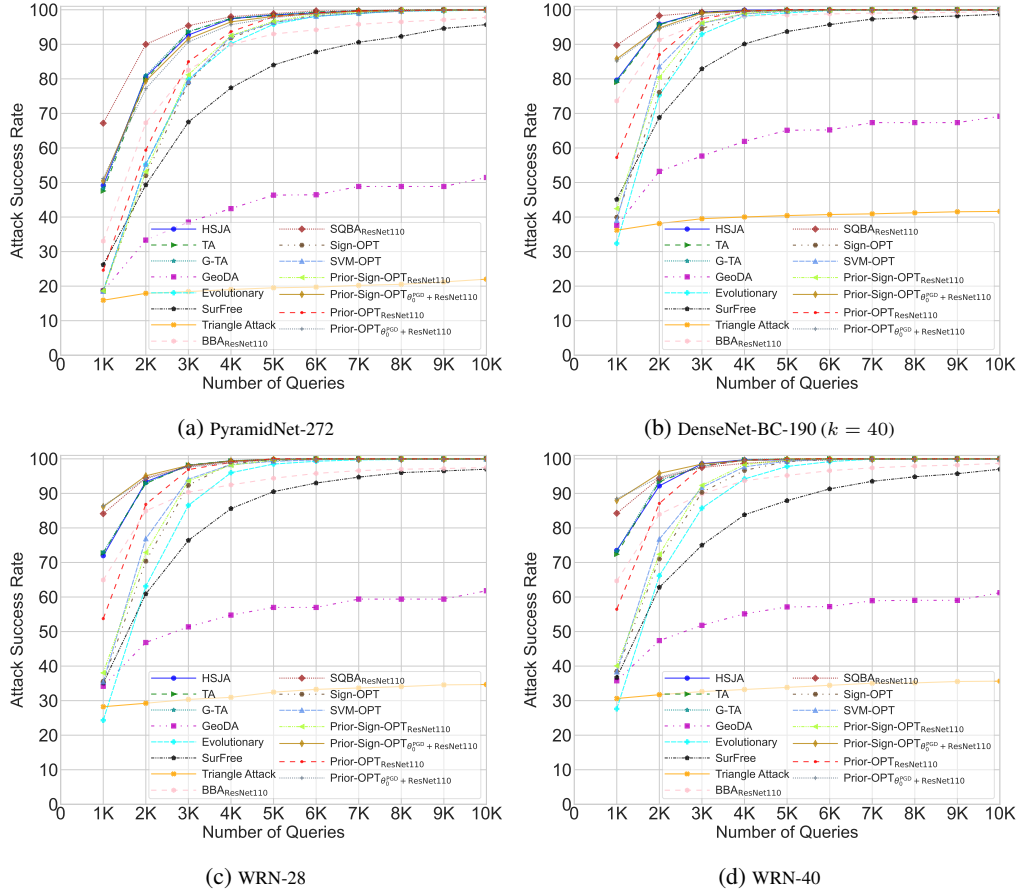 100
90
80
70
60
50
40
30
20
10
0
Attack Success Rate
HSJA
TA
G-TA
GeoDA
Evolutionary
SurFree
Triangle Attack
BBA_ResNet110
SQBA_ResNet110
Sign-OPT
SVM-OPT
Prior-Sign-OPT_ResNet110
Prior-Sign-OPT_θ₀^PGD + ResNet110
Prior-OPT_ResNet110
Prior-OPT_θ₀^PGD + ResNet110
0 1K 2K 3K 4K 5K 6K 7K 8K 9K 10K
Number of Queries
(a) PyramidNet-272
100
90
80
70
60
50
40
30
20
10
0
Attack Success Rate
HSJA
TA
G-TA
GeoDA
Evolutionary
SurFree
Triangle Attack
BBA_ResNet110
SQBA_ResNet110
Sign-OPT
SVM-OPT
Prior-Sign-OPT_ResNet110
Prior-Sign-OPT_θ₀^PGD + ResNet110
Prior-OPT_ResNet110
Prior-OPT_θ₀^PGD + ResNet110
0 1K 2K 3K 4K 5K 6K 7K 8K 9K 10K
Number of Queries
(b) DenseNet-BC-190 (k = 40)
100
90
80
70
60
50
40
30
20
10
0
Attack Success Rate
HSJA
TA
G-TA
GeoDA
Evolutionary
SurFree
Triangle Attack
BBA_ResNet110
SQBA_ResNet110
Sign-OPT
SVM-OPT
Prior-Sign-OPT_ResNet110
Prior-Sign-OPT_θ₀^PGD + ResNet110
Prior-OPT_ResNet110
Prior-OPT_θ₀^PGD + ResNet110
0 1K 2K 3K 4K 5K 6K 7K 8K 9K 10K
Number of Queries
(c) WRN-28
100
90
80
70
60
50
40
30
20
10
0
Attack Success Rate
HSJA
TA
G-TA
GeoDA
Evolutionary
SurFree
Triangle Attack
BBA_ResNet110
SQBA_ResNet110
Sign-OPT
SVM-OPT
Prior-Sign-OPT_ResNet110
Prior-Sign-OPT_θ₀^PGD + ResNet110
Prior-OPT_ResNet110
Prior-OPT_θ₀^PGD + ResNet110
0 1K 2K 3K 4K 5K 6K 7K 8K 9K 10K
Number of Queries
(d) WRN-40